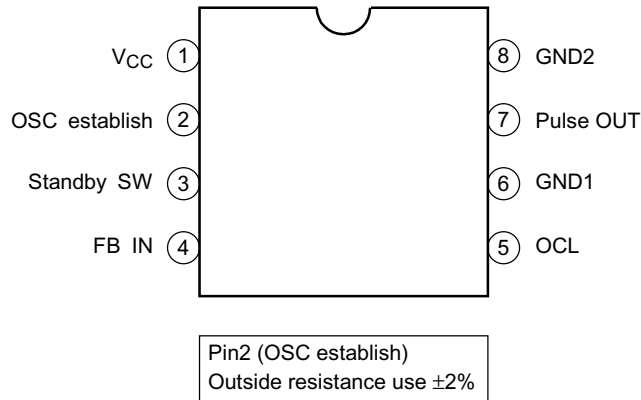 VCC 1 8 GND2
OSC establish 2 7 Pulse OUT
Standby SW 3 6 GND1
FB IN 4 5 OCL
Pin2 (OSC establish)
Outside resistance use ±2%